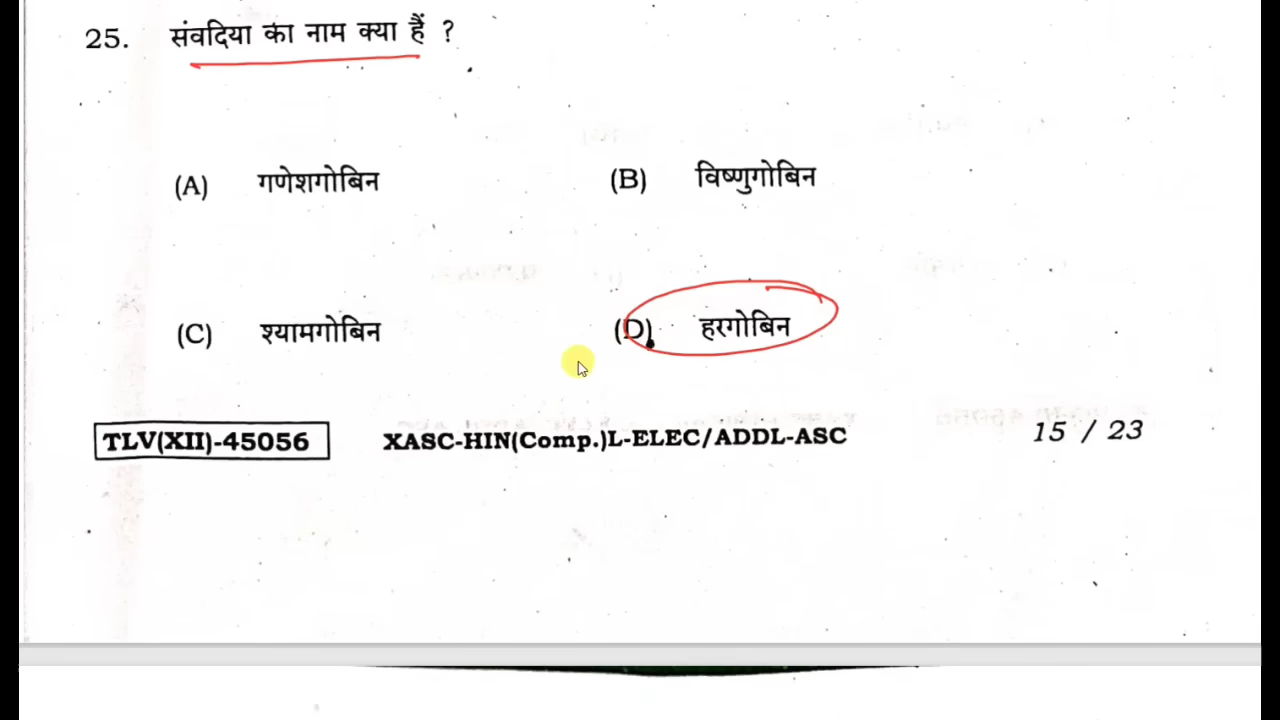 25. संवदिया का नाम क्या हैं ?
(A) गणेशगोबिन (B) विष्णुगोबिन
(C) श्यामगोबिन (D) हरगोबिन
TLV(XII)-45056 XASC-HIN(Comp.)L-ELEC/ADDL-ASC 15 / 23